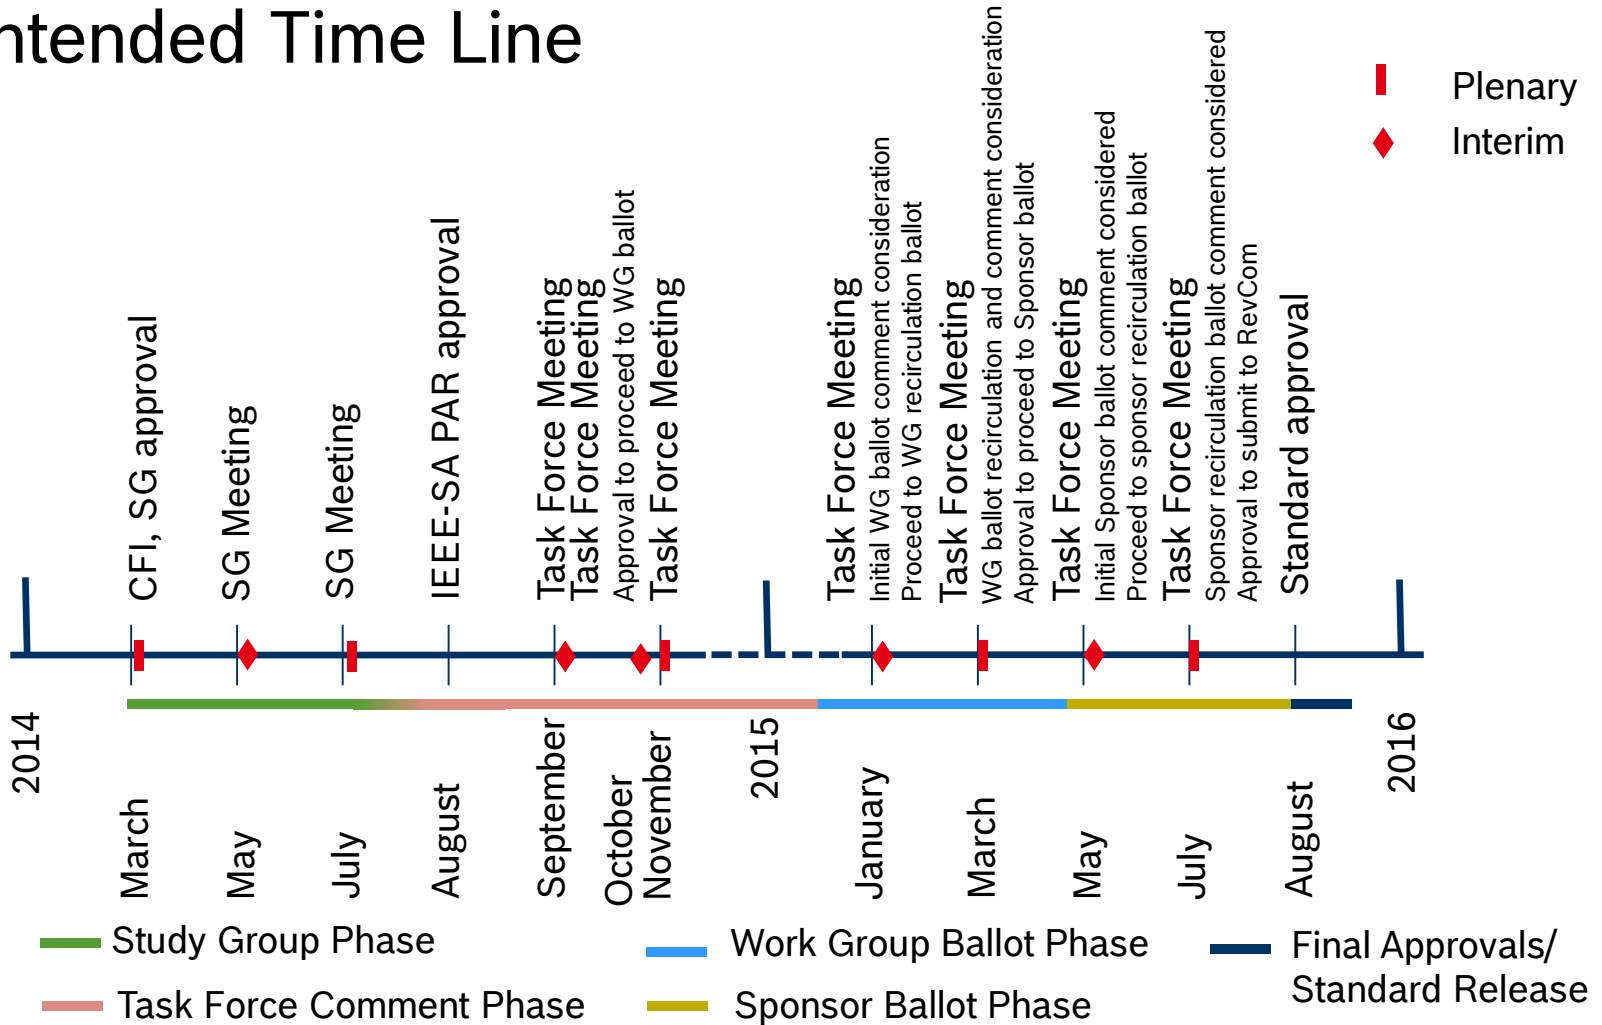 ntended Time Line
Plenary
Interim
CFI, SG approval
SG Meeting
SG Meeting
IEEE-SA PAR approval
Task Force Meeting
Task Force Meeting
Approval to proceed to WG ballot
Task Force Meeting
Task Force Meeting
Initial WG ballot comment consideration
Proceed to WG recirculation ballot
Task Force Meeting
WG ballot recirculation and comment consideration
Approval to proceed to Sponsor ballot
Task Force Meeting
Initial Sponsor ballot comment considered
Proceed to sponsor recirculation ballot
Task Force Meeting
Sponsor recirculation ballot comment considered
Approval to submit to RevCom
Standard approval
2014
March
May
July
August
September
October
November
2015
January
March
May
July
August
2016
Study Group Phase
Task Force Comment Phase
Work Group Ballot Phase
Sponsor Ballot Phase
Final Approvals/
Standard Release